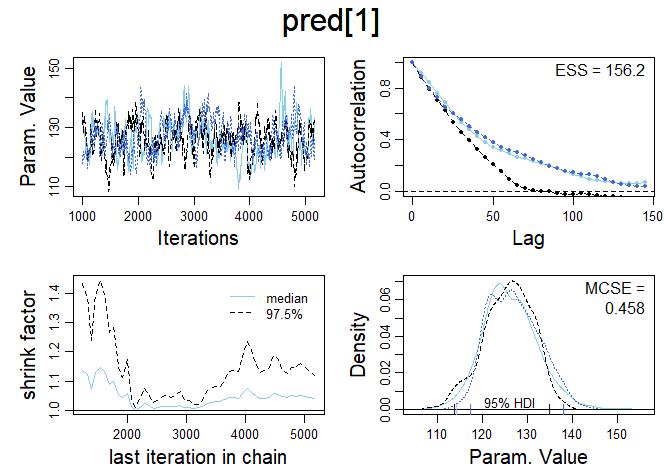 pred[1]
Param. Value
110
130
150
1000
2000
3000
4000
5000
Iterations
Autocorrelation
0.0
0.4
0.8
ESS = 156.2
0
50
100
150
Lag
shrink factor
1.0
1.1
1.2
1.3
1.4
median
97.5%
2000
3000
4000
5000
last iteration in chain
Density
0.00
0.02
0.04
0.06
MCSE =
0.458
95% HDI
110
120
130
140
150
Param. Value